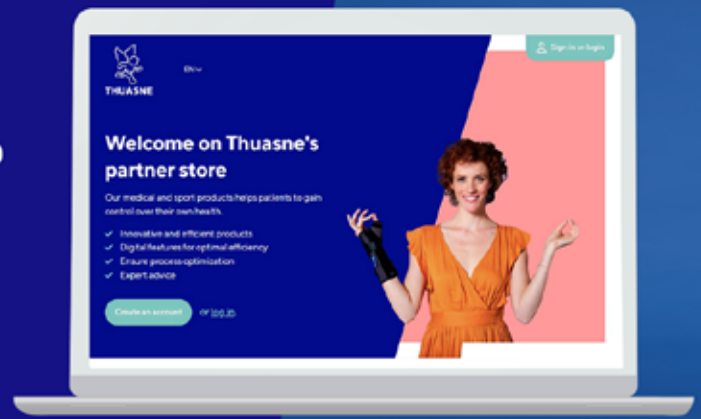 Sign in or login
EN
THUASNE
Welcome on Thuasne's
partner store
Our medical and sport products helps patients to gain
control over their own health.
Innovative and efficient products
Digital features for optimal efficiency
Ensure process optimization
Expert advice
Create an account or log in